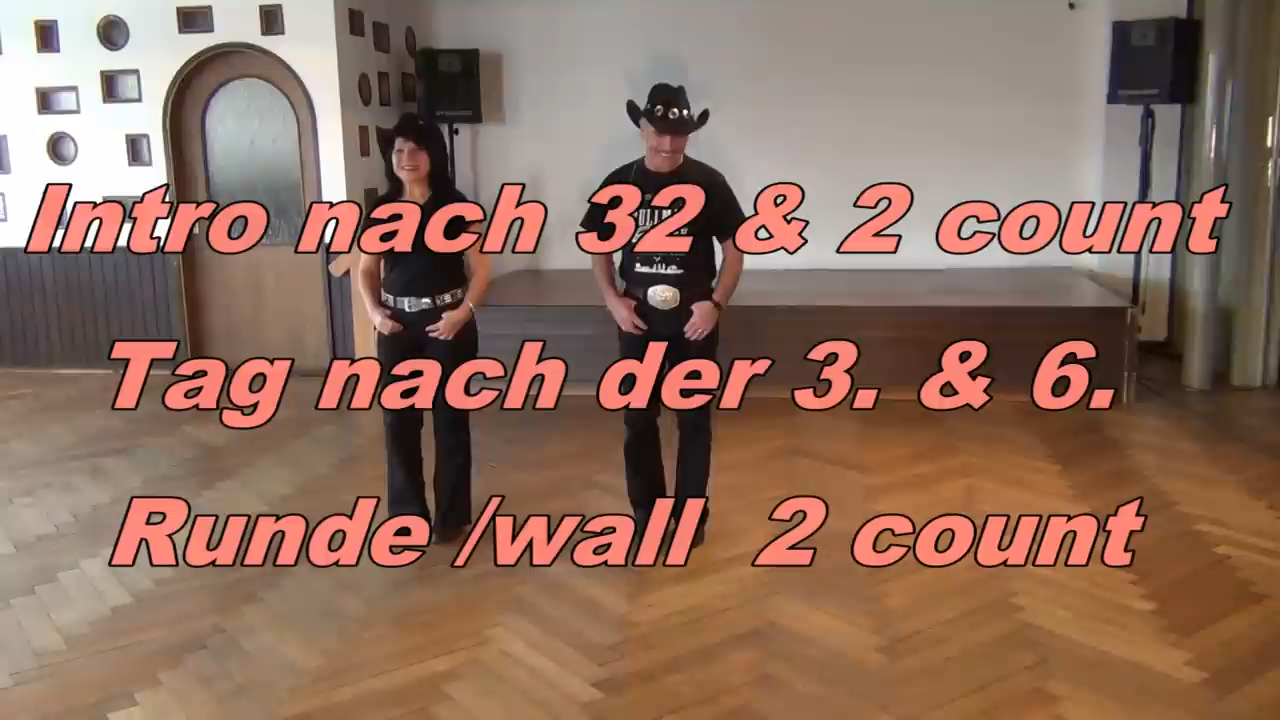 Intro nach 32 & 2 count
Tag nach der 3. & 6.
Runde /wall  2 count